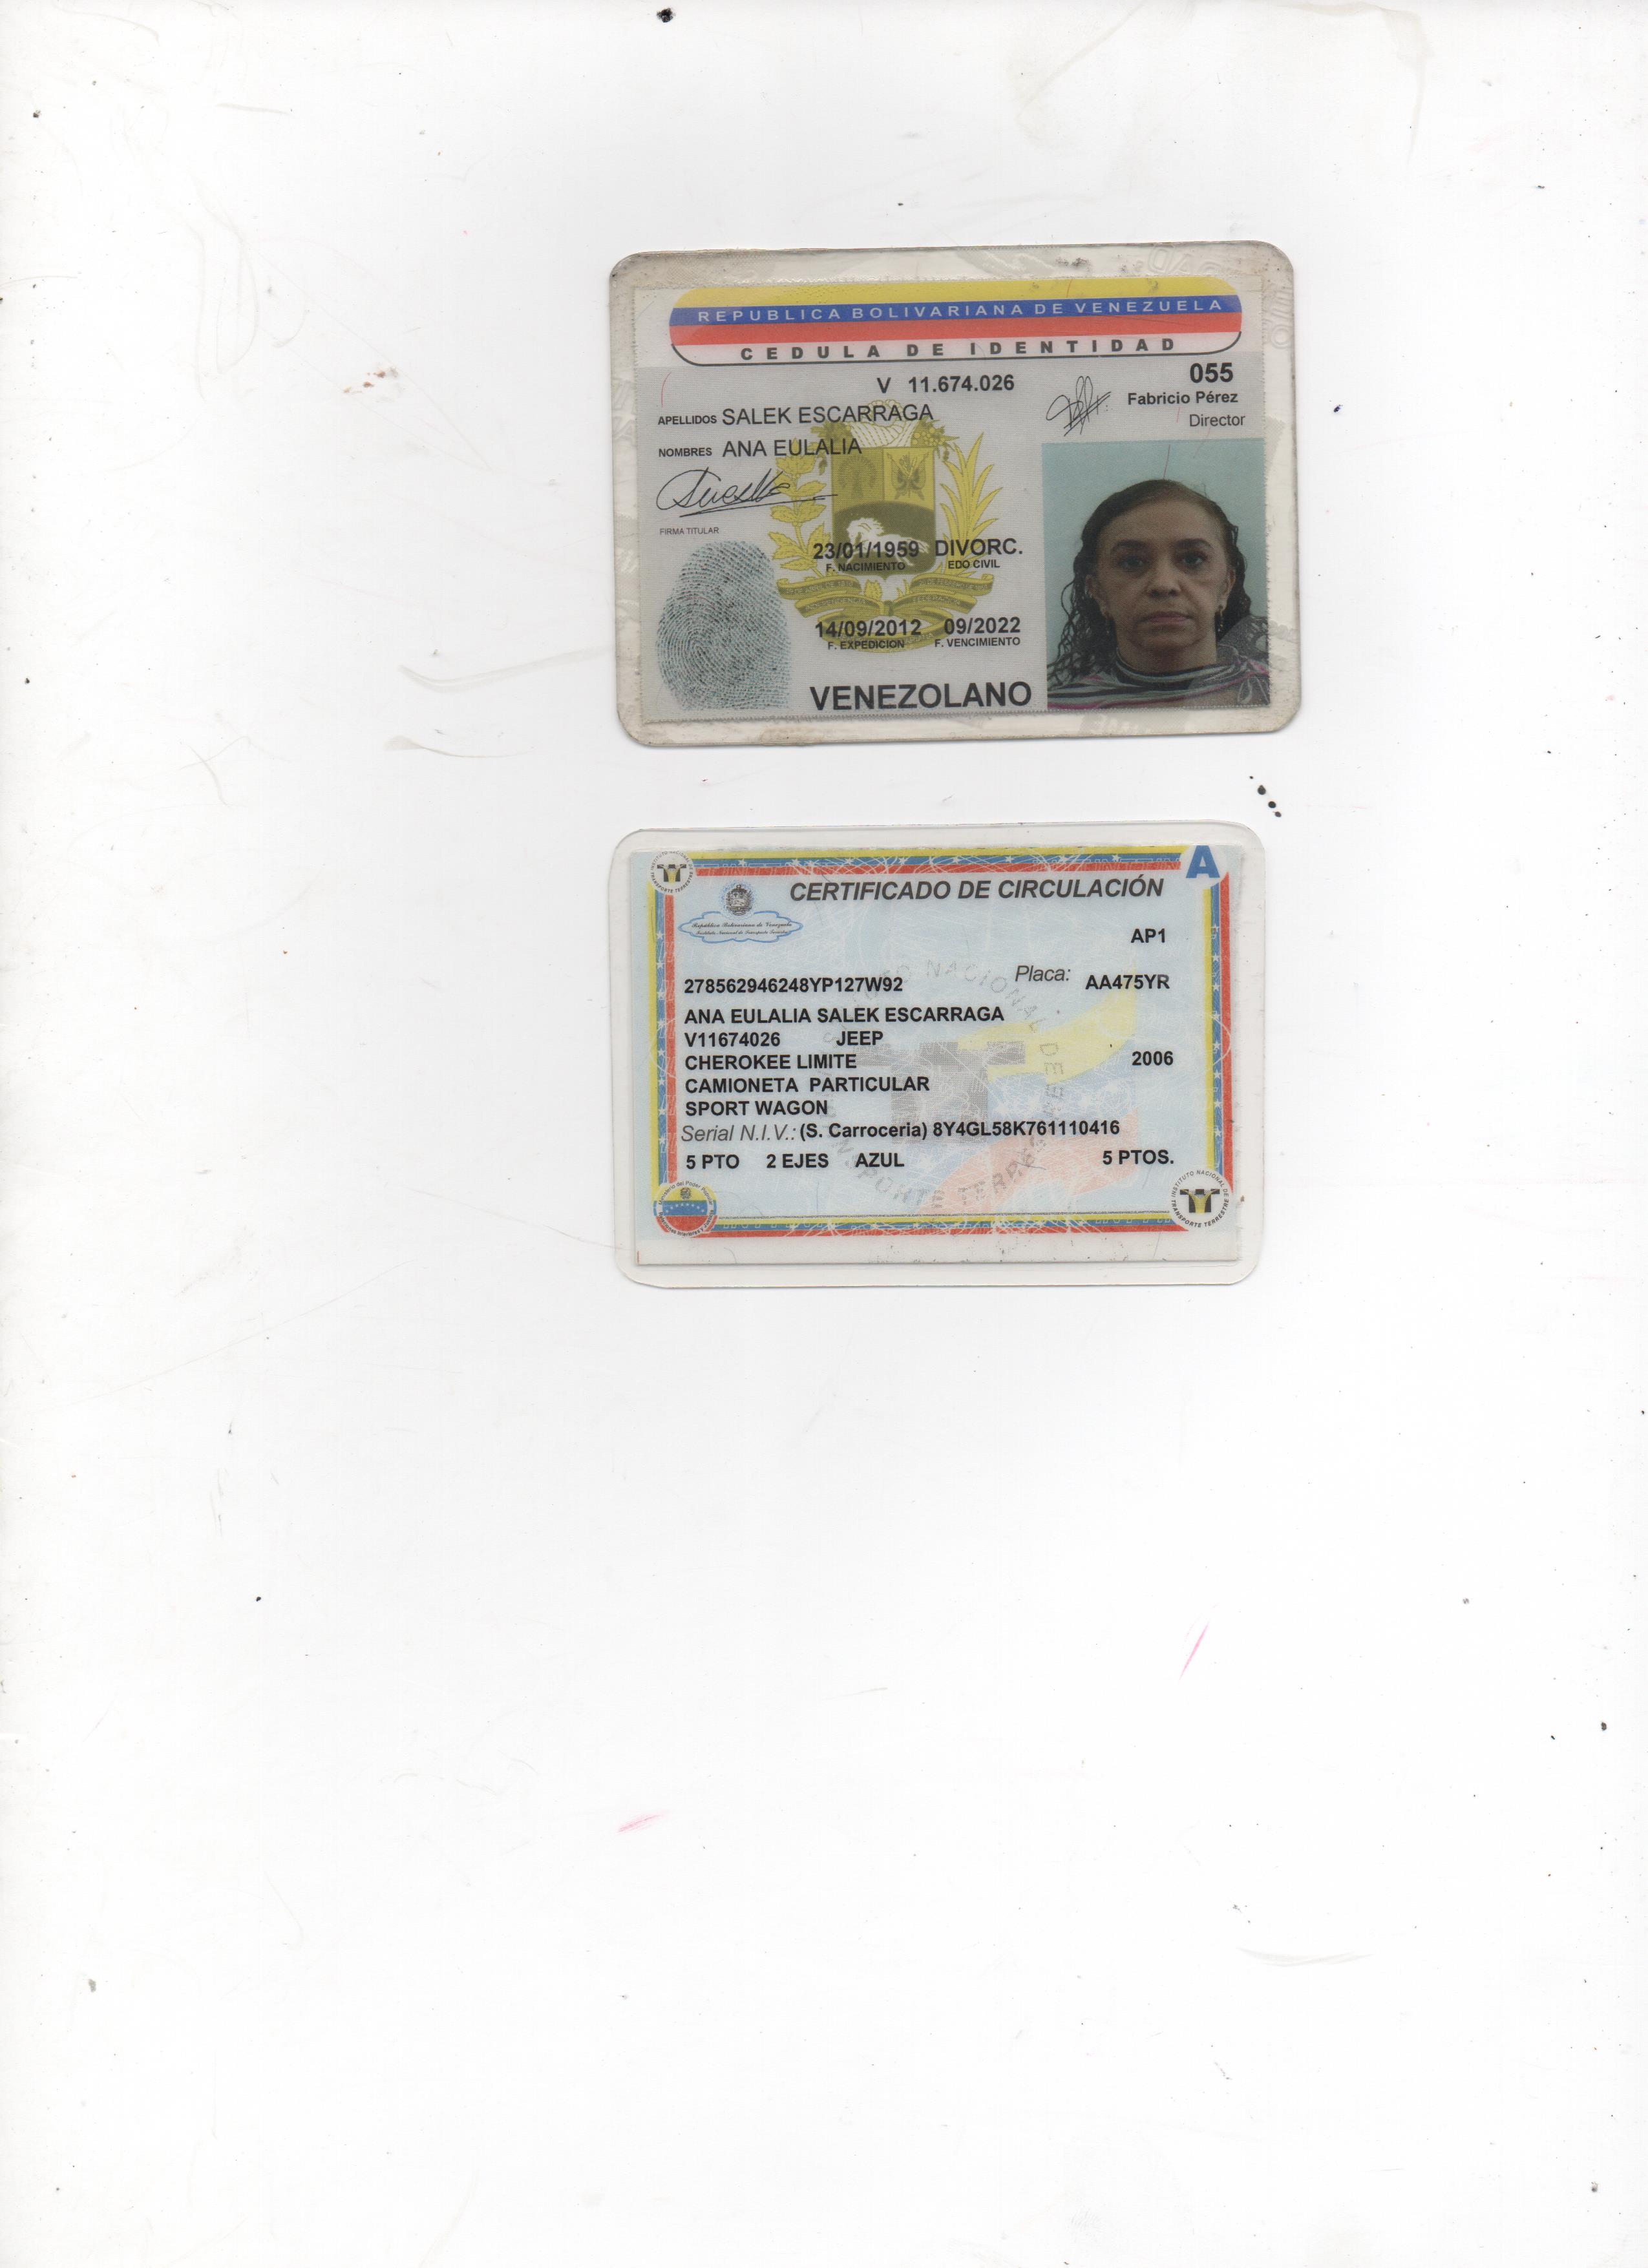 REPUBLICA BOLIVARIANA DE VENEZUELA
CEDULA DE IDENTIDAD
V 11.674.026
055
Fabricio Pérez
Director
APELLIDOS SALEK ESCARRAGA
NOMBRES ANA EULALIA
FIRMA TITULAR
23/01/1959 DIVORC.
F. NACIMIENTO EDO CIVIL
14/09/2012 09/2022
F. EXPEDICION F. VENCIMIENTO
VENEZOLANO
A
CERTIFICADO DE CIRCULACIÓN
República Bolivariana de Venezuela
Instituto Nacional de Transporte Terrestre
AP1
278562946248YP127W92 Placa: AA475YR
ANA EULALIA SALEK ESCARRAGA
V11674026 JEEP
CHEROKEE LIMITE 2006
CAMIONETA PARTICULAR
SPORT WAGON
Serial N.I.V.: (S. Carroceria) 8Y4GL58K761110416
5 PTO 2 EJES AZUL 5 PTOS.
INSTITUTO NACIONAL DE TRANSPORTE TERRESTRE